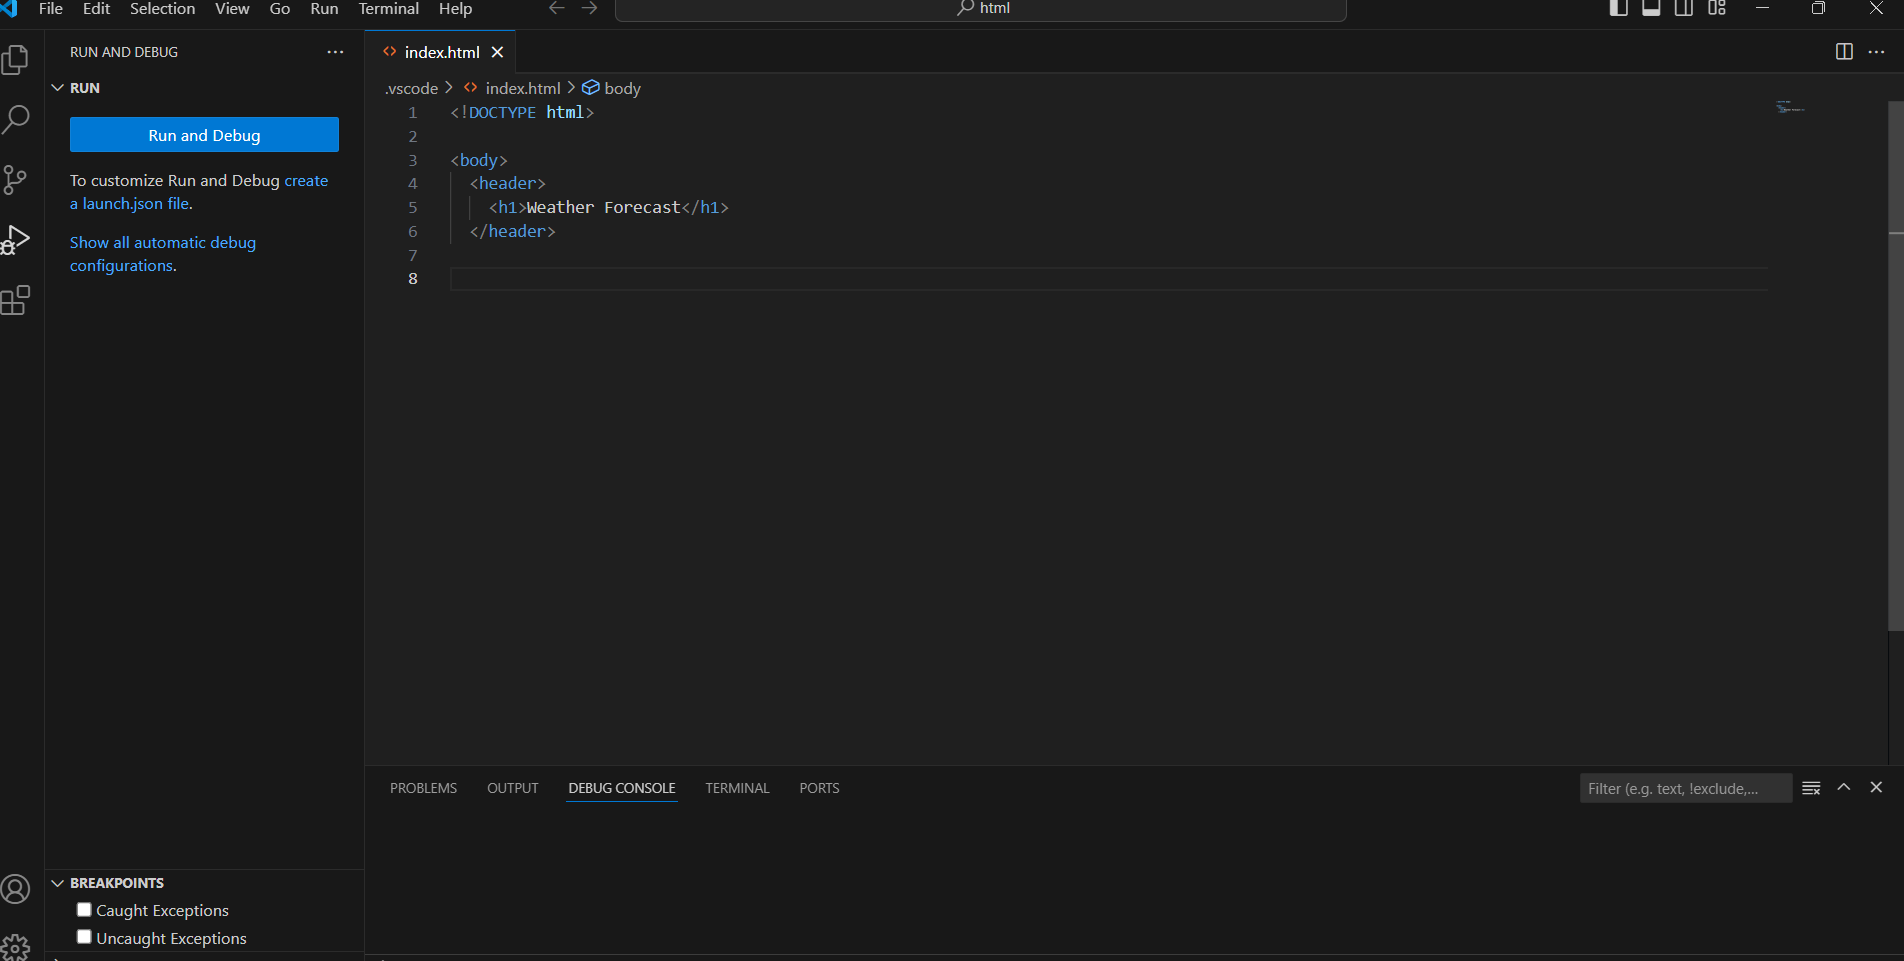 File Edit Selection View Go Run Terminal Help
html
RUN AND DEBUG
RUN
Run and Debug
To customize Run and Debug create
a launch.json file.
Show all automatic debug
configurations.
index.html
.vscode > index.html > body
1 <!DOCTYPE html>
2
3 <body>
4 <header>
5 <h1>Weather Forecast</h1>
6 </header>
7
8
PROBLEMS OUTPUT DEBUG CONSOLE TERMINAL PORTS
Filter (e.g. text, !exclude,...
BREAKPOINTS
Caught Exceptions
Uncaught Exceptions